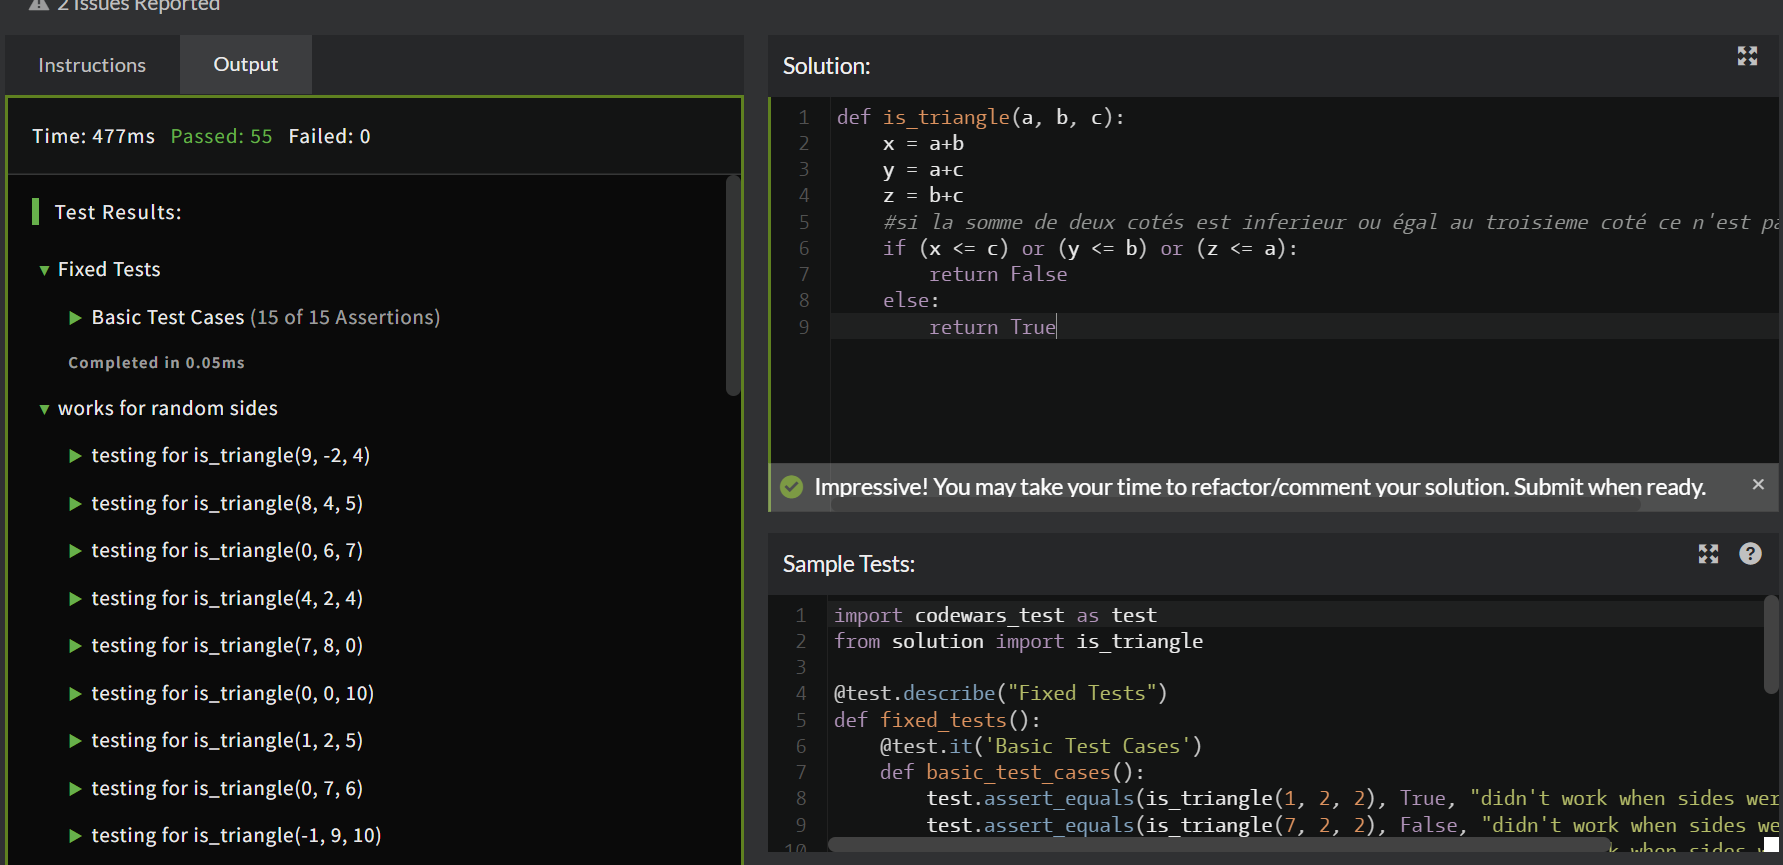 2 Issues Reported
Instructions
Output
Time: 477ms Passed: 55 Failed: 0
Test Results:
Fixed Tests
Basic Test Cases (15 of 15 Assertions)
Completed in 0.05ms
works for random sides
testing for is_triangle(9, -2, 4)
testing for is_triangle(8, 4, 5)
testing for is_triangle(0, 6, 7)
testing for is_triangle(4, 2, 4)
testing for is_triangle(7, 8, 0)
testing for is_triangle(0, 0, 10)
testing for is_triangle(1, 2, 5)
testing for is_triangle(0, 7, 6)
testing for is_triangle(-1, 9, 10)
Solution:
1 def is_triangle(a, b, c):
2 x = a+b
3 y = a+c
4 z = b+c
5 #si la somme de deux cotés est inferieur ou égal au troisieme coté ce n'est
6 if (x <= c) or (y <= b) or (z <= a):
7 return False
8 else:
9 return True
Impressive! You may take your time to refactor/comment your solution. Submit when ready.
Sample Tests:
1 import codewars_test as test
2 from solution import is_triangle
3
4 @test.describe("Fixed Tests")
5 def fixed_tests():
6 @test.it('Basic Test Cases')
7 def basic_test_cases():
8 test.assert_equals(is_triangle(1, 2, 2), True, "didn't work when sides
9 test.assert_equals(is_triangle(7, 2, 2), False, "didn't work when sides
10 when sides